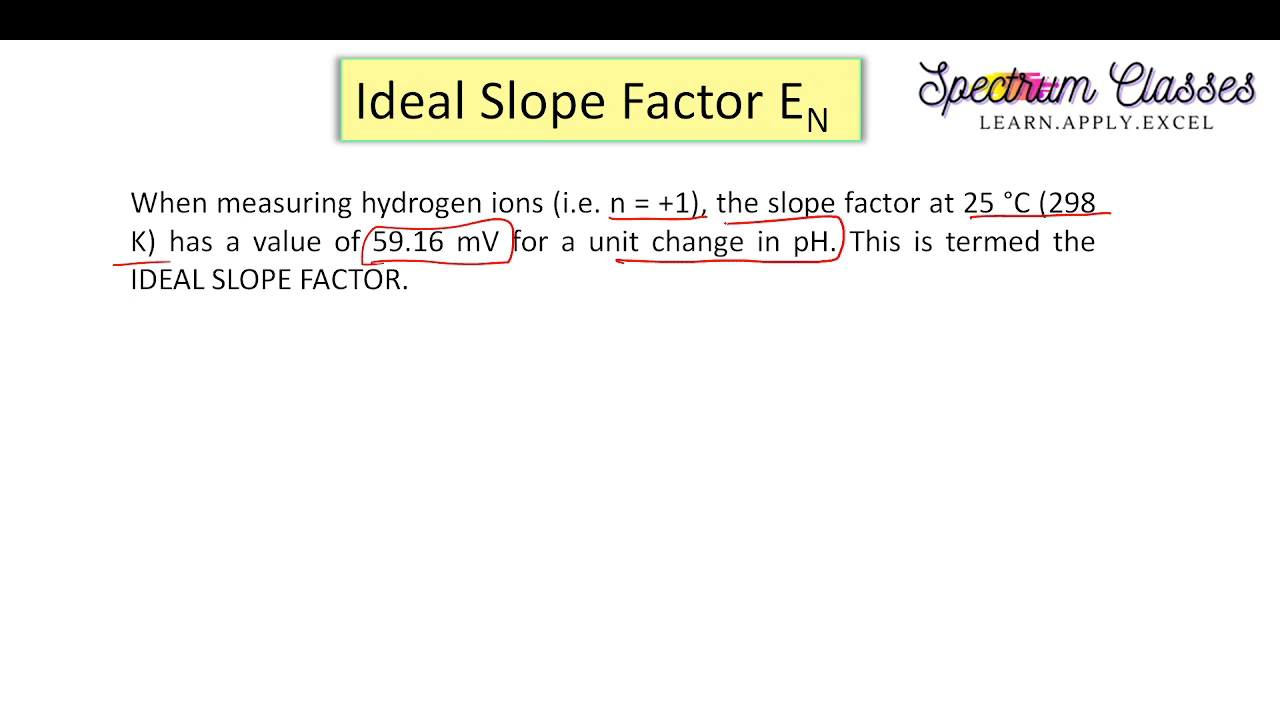 Ideal Slope Factor EN
Spectrum Classes
LEARN.APPLY.EXCEL
When measuring hydrogen ions (i.e. n = +1), the slope factor at 25 °C (298
K) has a value of 59.16 mV for a unit change in pH. This is termed the
IDEAL SLOPE FACTOR.